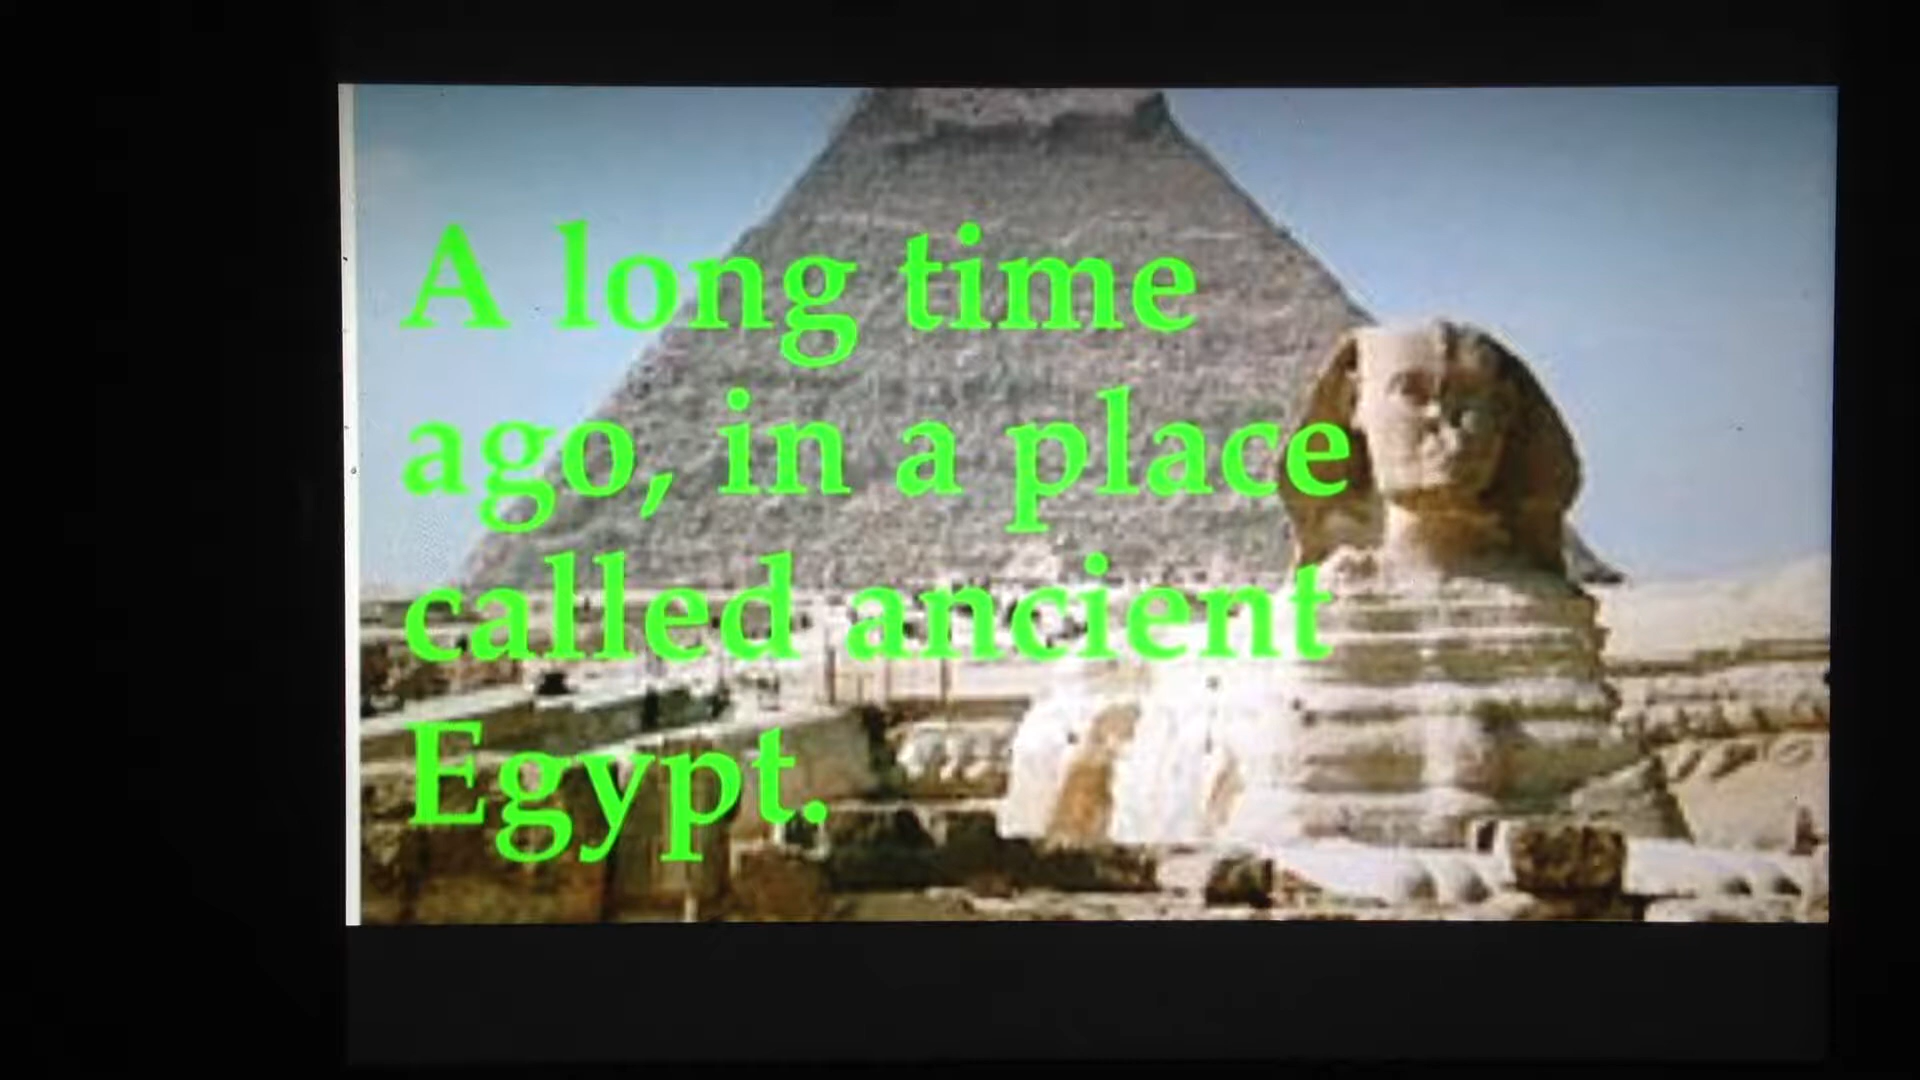 A long time
ago, in a place
called ancient
Egypt.